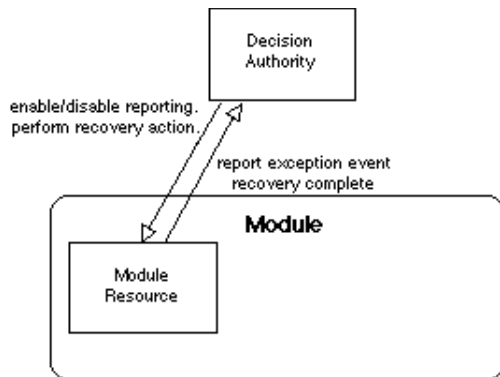 Decision
Authority
enable/disable reporting.
perform recovery action.
report exception event
recovery complete
Module
Module
Resource